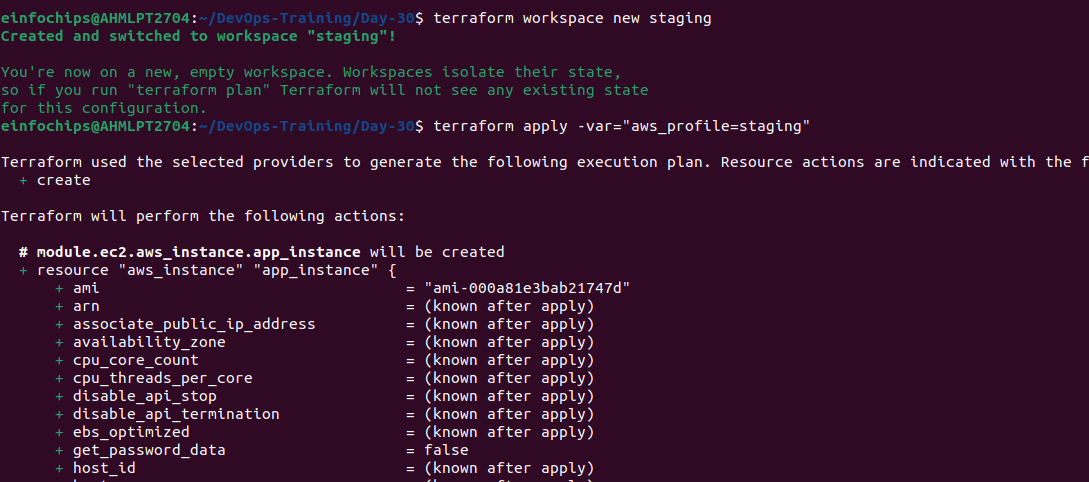 einfochips@AHMLPT2704:~/DevOps-Training/Day-30$ terraform workspace new staging
Created and switched to workspace "staging"!
You're now on a new, empty workspace. Workspaces isolate their state,
so if you run "terraform plan" Terraform will not see any existing state
for this configuration.
einfochips@AHMLPT2704:~/DevOps-Training/Day-30$ terraform apply -var="aws_profile=staging"
Terraform used the selected providers to generate the following execution plan. Resource actions are indicated with the f
+ create
Terraform will perform the following actions:
# module.ec2.aws_instance.app_instance will be created
+ resource "aws_instance" "app_instance" {
+ ami = "ami-000a81e3bab21747d"
+ arn = (known after apply)
+ associate_public_ip_address = (known after apply)
+ availability_zone = (known after apply)
+ cpu_core_count = (known after apply)
+ cpu_threads_per_core = (known after apply)
+ disable_api_stop = (known after apply)
+ disable_api_termination = (known after apply)
+ ebs_optimized = (known after apply)
+ get_password_data = false
+ host_id = (known after apply)